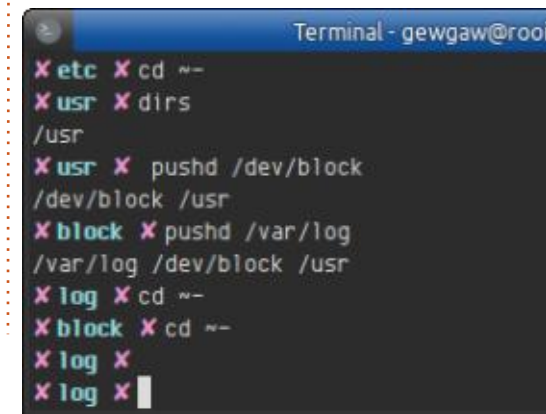 Terminal - gewgaw@roo
✘ etc ✘ cd ~-
✘ usr ✘ dirs
/usr
✘ usr ✘ pushd /dev/block
/dev/block /usr
✘ block ✘ pushd /var/log
/var/log /dev/block /usr
✘ log ✘ cd ~-
✘ block ✘ cd ~-
✘ log ✘
✘ log ✘